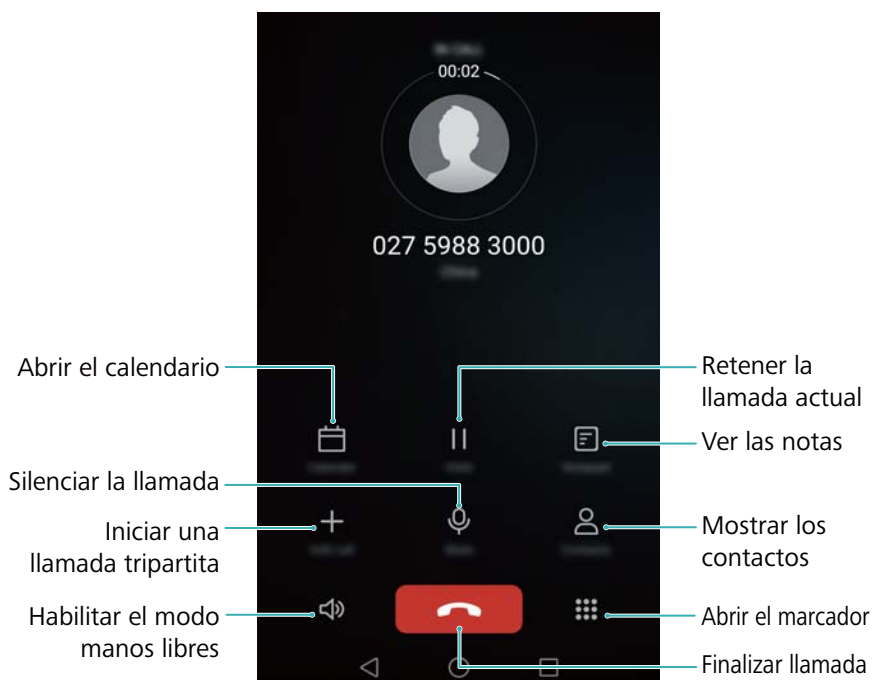 00:02
027 5988 3000
Abrir el calendario
Retener la
llamada actual
Ver las notas
Silenciar la llamada
Iniciar una
llamada tripartita
Mostrar los
contactos
Habilitar el modo
manos libres
Abrir el marcador
Finalizar llamada